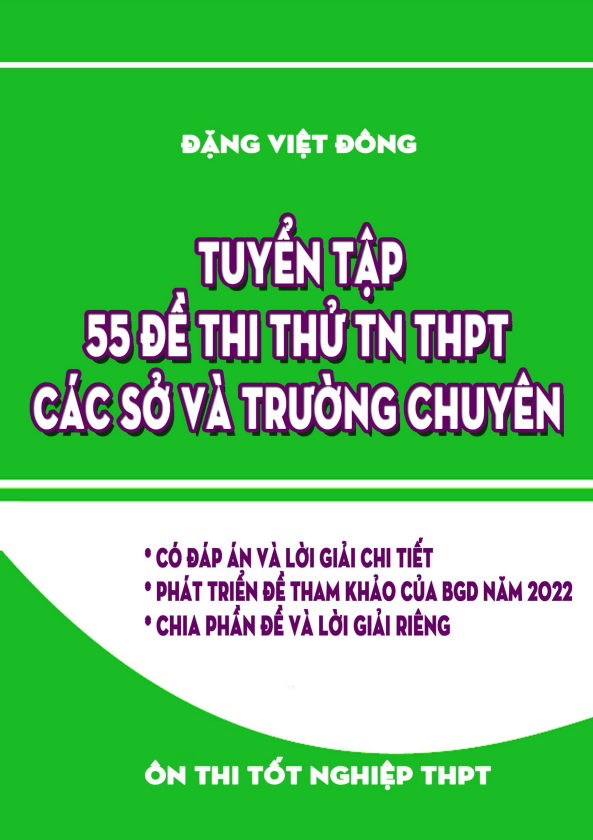 ĐẶNG VIỆT ĐÔNG
TUYỂN TẬP
55 ĐỀ THI THỬ TN THPT
CÁC SỞ VÀ TRƯỜNG CHUYÊN
* CÓ ĐÁP ÁN VÀ LỜI GIẢI CHI TIẾT
* PHÁT TRIỂN ĐỀ THAM KHẢO CỦA BGD NĂM 2022
* CHIA PHẦN ĐỀ VÀ LỜI GIẢI RIÊNG
ÔN THI TỐT NGHIỆP THPT